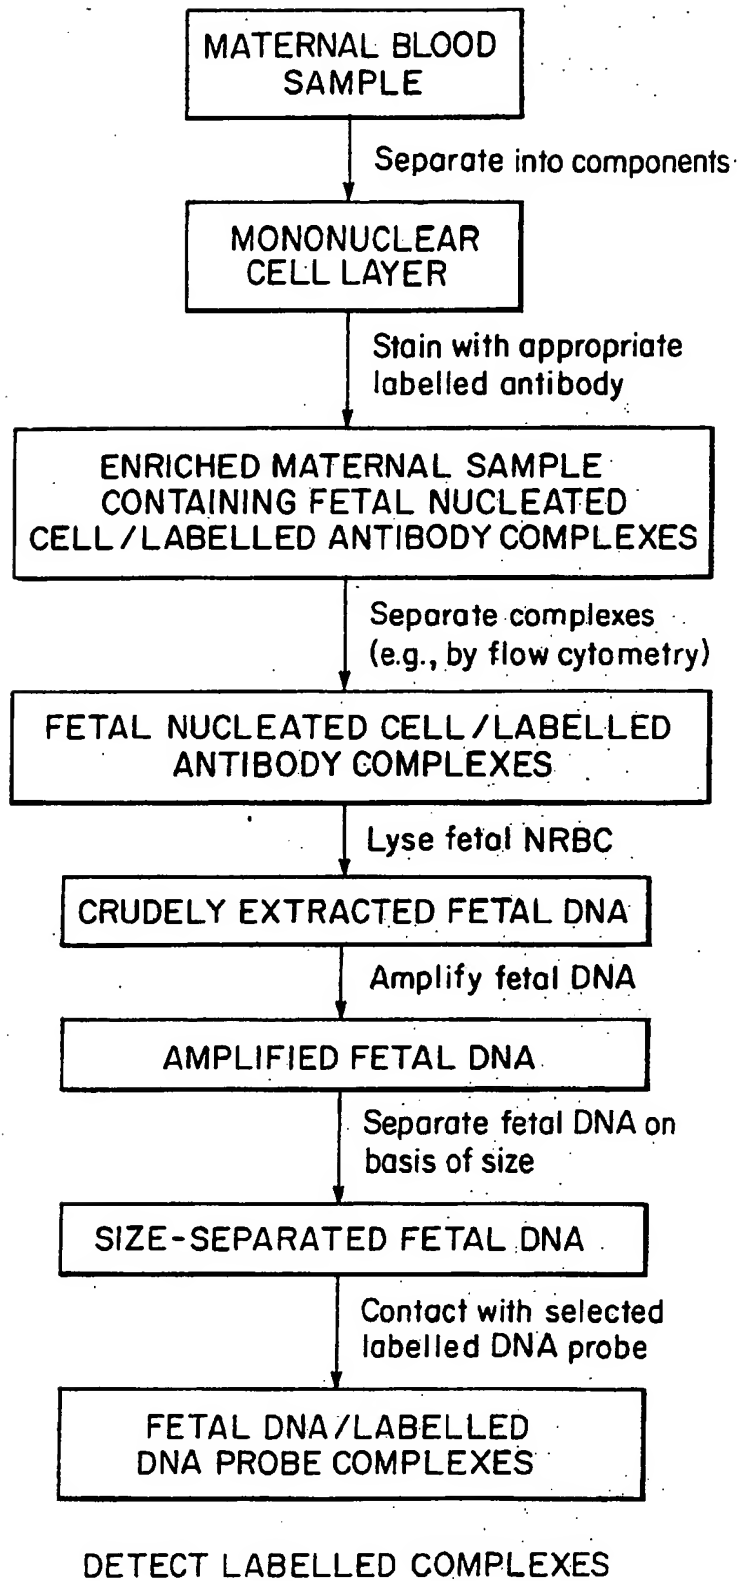 MATERNAL BLOOD
SAMPLE
Separate into components
MONONUCLEAR
CELL LAYER
Stain with appropriate
labelled antibody
ENRICHED MATERNAL SAMPLE
CONTAINING FETAL NUCLEATED
CELL/LABELLED ANTIBODY COMPLEXES
Separate complexes
(e.g., by flow cytometry)
FETAL NUCLEATED CELL/LABELLED
ANTIBODY COMPLEXES
Lyse fetal NRBC
CRUDELY EXTRACTED FETAL DNA
Amplify fetal DNA
AMPLIFIED FETAL DNA
Separate fetal DNA on
basis of size
SIZE-SEPARATED FETAL DNA
Contact with selected
labelled DNA probe
FETAL DNA/LABELLED
DNA PROBE COMPLEXES
DETECT LABELLED COMPLEXES